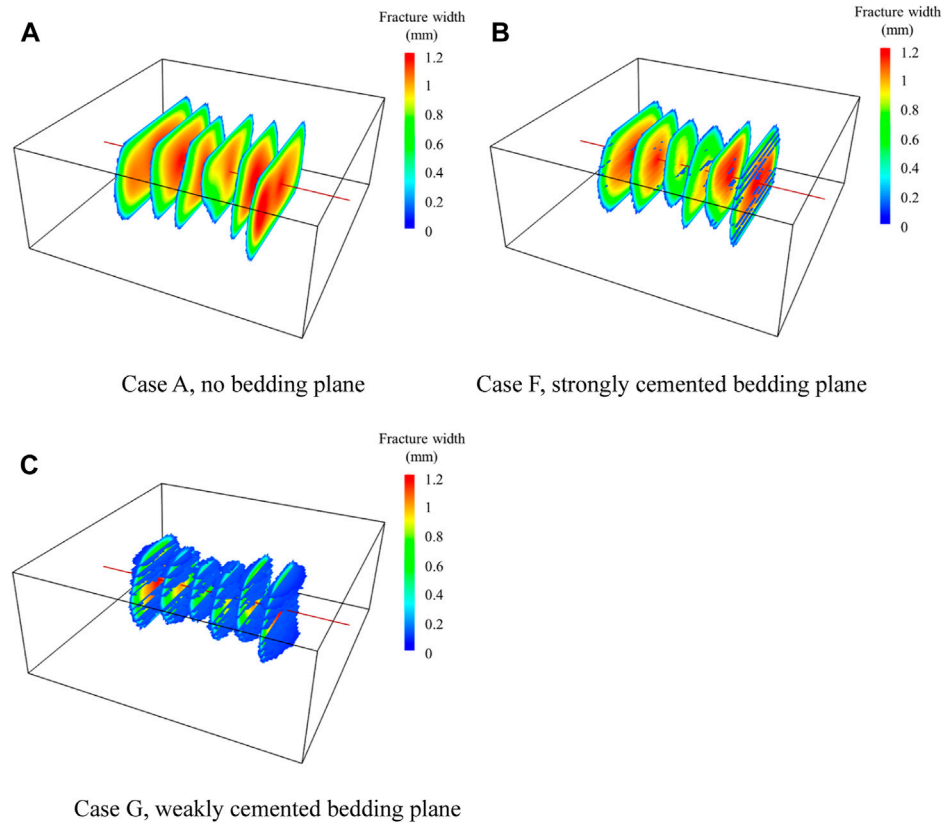 A
Fracture width
(mm)
1.2
1
0.8
0.6
0.4
0.2
0
Case A, no bedding plane
B
Fracture width
(mm)
1.2
1
0.8
0.6
0.4
0.2
0
Case F, strongly cemented bedding plane
C
Fracture width
(mm)
1.2
1
0.8
0.6
0.4
0.2
0
Case G, weakly cemented bedding plane